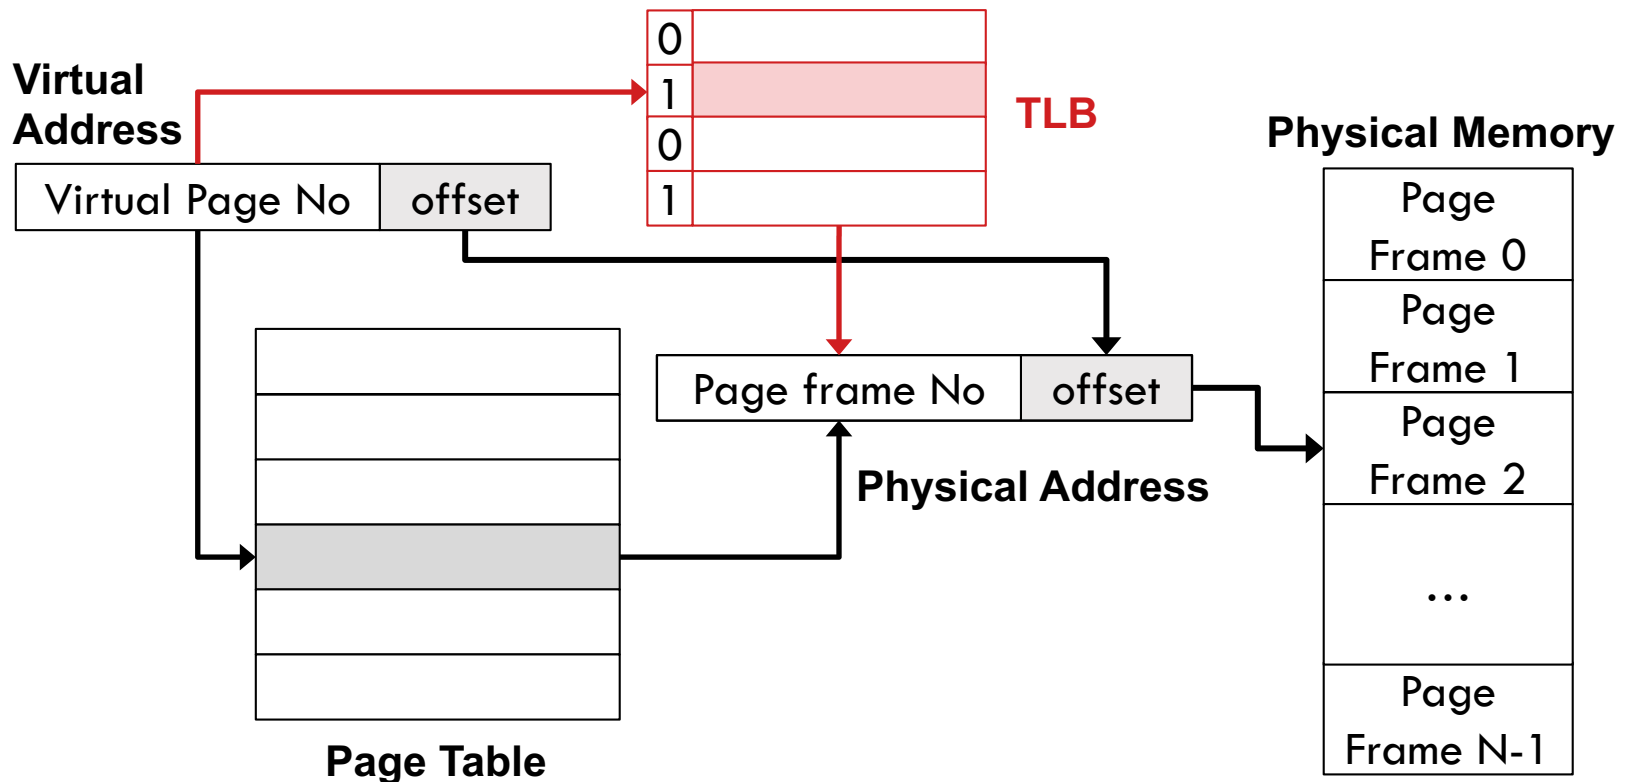 Virtual
Address
Virtual Page No
offset
0
1
0
1
TLB
Page frame No
offset
Physical Address
Page Table
Physical Memory
Page
Frame 0
Page
Frame 1
Page
Frame 2
...
Page
Frame N-1